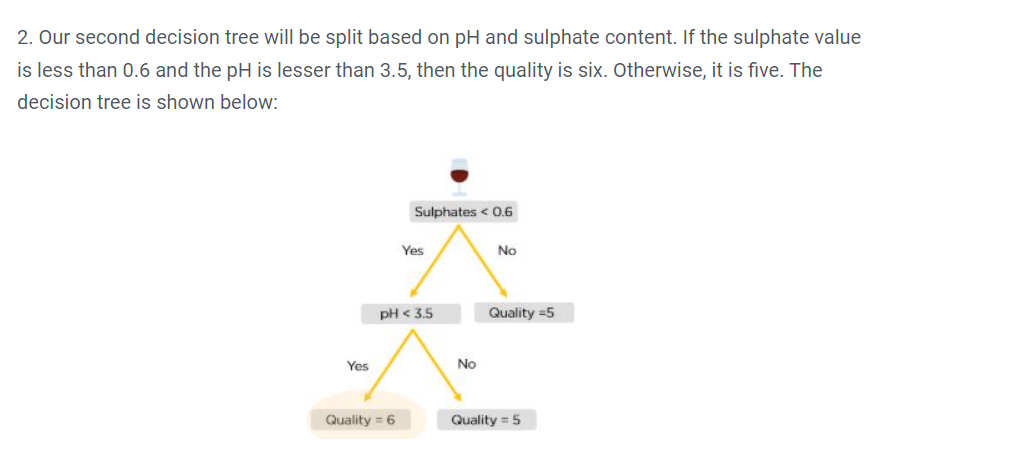 2. Our second decision tree will be split based on pH and sulphate content. If the sulphate value
is less than 0.6 and the pH is lesser than 3.5, then the quality is six. Otherwise, it is five. The
decision tree is shown below:
Sulphates < 0.6
Yes No
pH < 3.5 Quality =5
Yes No
Quality = 6 Quality = 5